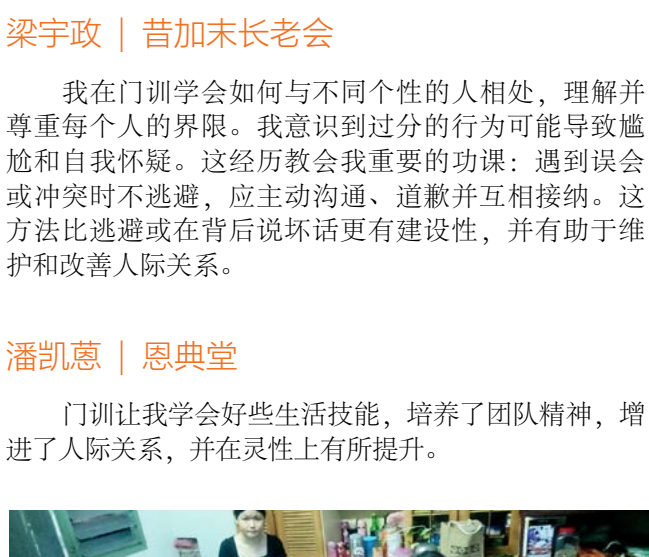 梁宇政｜昔加末长老会
我在门训学会如何与不同个性的人相处，理解并
尊重每个人的界限。我意识到过分的行为可能导致尴
尬和自我怀疑。这经历教会我重要的功课：遇到误会
或冲突时不逃避，应主动沟通、道歉并互相接纳。这
方法比逃避或在背后说坏话更有建设性，并有助于维
护和改善人际关系。
潘凯蒽｜恩典堂
门训让我学会好些生活技能，培养了团队精神，增
进了人际关系，并在灵性上有所提升。